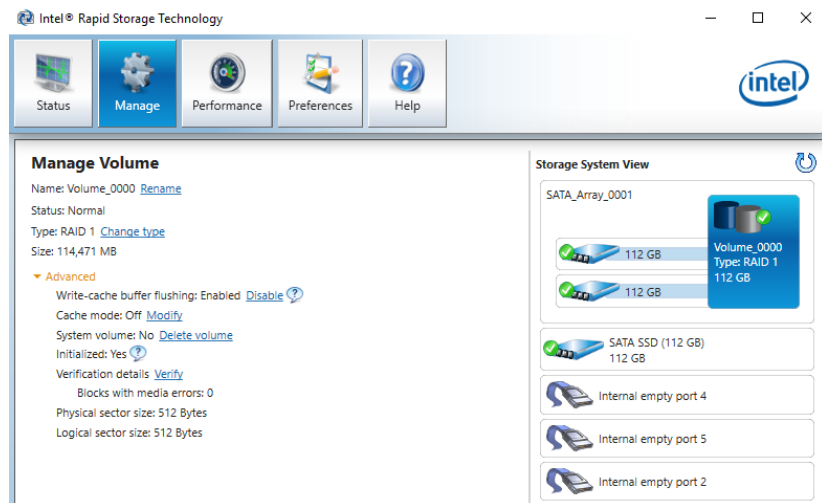 Intel® Rapid Storage Technology
Status
Manage
Performance
Preferences
Help
intel
Manage Volume
Name: Volume_0000 Rename
Status: Normal
Type: RAID 1 Change type
Size: 114,471 MB
Advanced
Write-cache buffer flushing: Enabled Disable ?
Cache mode: Off Modify
System volume: No Delete volume
Initialized: Yes ?
Verification details Verify
Blocks with media errors: 0
Physical sector size: 512 Bytes
Logical sector size: 512 Bytes
Storage System View
SATA_Array_0001
112 GB
112 GB
Volume_0000
Type: RAID 1
112 GB
SATA SSD (112 GB)
112 GB
Internal empty port 4
Internal empty port 5
Internal empty port 2